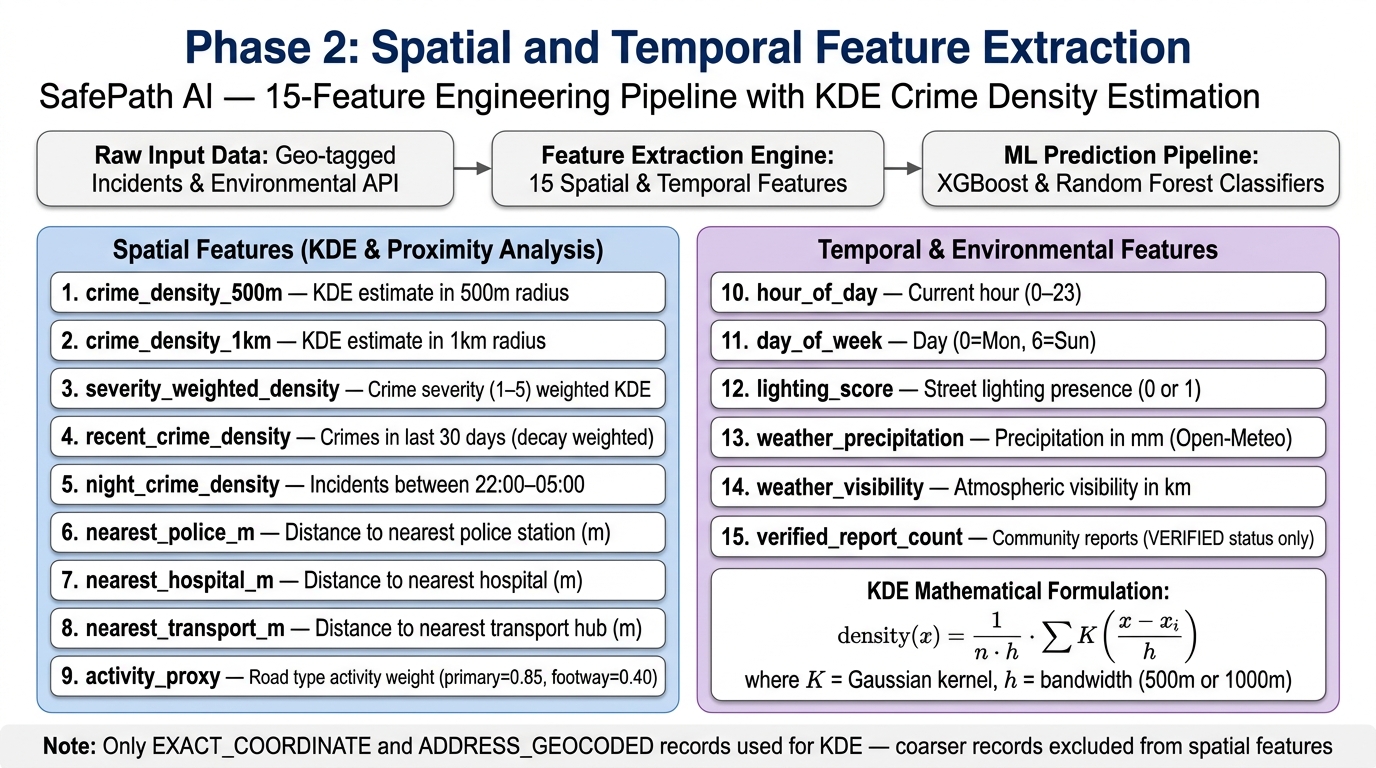 Phase 2: Spatial and Temporal Feature Extraction
SafePath AI — 15-Feature Engineering Pipeline with KDE Crime Density Estimation
Raw Input Data: Geo-tagged
Incidents & Environmental API
Feature Extraction Engine:
15 Spatial & Temporal Features
ML Prediction Pipeline:
XGBoost & Random Forest Classifiers
Spatial Features (KDE & Proximity Analysis)
1. crime_density_500m — KDE estimate in 500m radius
2. crime_density_1km — KDE estimate in 1km radius
3. severity_weighted_density — Crime severity (1–5) weighted KDE
4. recent_crime_density — Crimes in last 30 days (decay weighted)
5. night_crime_density — Incidents between 22:00–05:00
6. nearest_police_m — Distance to nearest police station (m)
7. nearest_hospital_m — Distance to nearest hospital (m)
8. nearest_transport_m — Distance to nearest transport hub (m)
9. activity_proxy — Road type activity weight (primary=0.85, footway=0.40)
Temporal & Environmental Features
10. hour_of_day — Current hour (0–23)
11. day_of_week — Day (0=Mon, 6=Sun)
12. lighting_score — Street lighting presence (0 or 1)
13. weather_precipitation — Precipitation in mm (Open-Meteo)
14. weather_visibility — Atmospheric visibility in km
15. verified_report_count — Community reports (VERIFIED status only)
KDE Mathematical Formulation:
density(x) = 1/(n · h) · ∑ K((x − xᵢ)/h)
where K = Gaussian kernel, h = bandwidth (500m or 1000m)
Note: Only EXACT_COORDINATE and ADDRESS_GEOCODED records used for KDE — coarser records excluded from spatial features